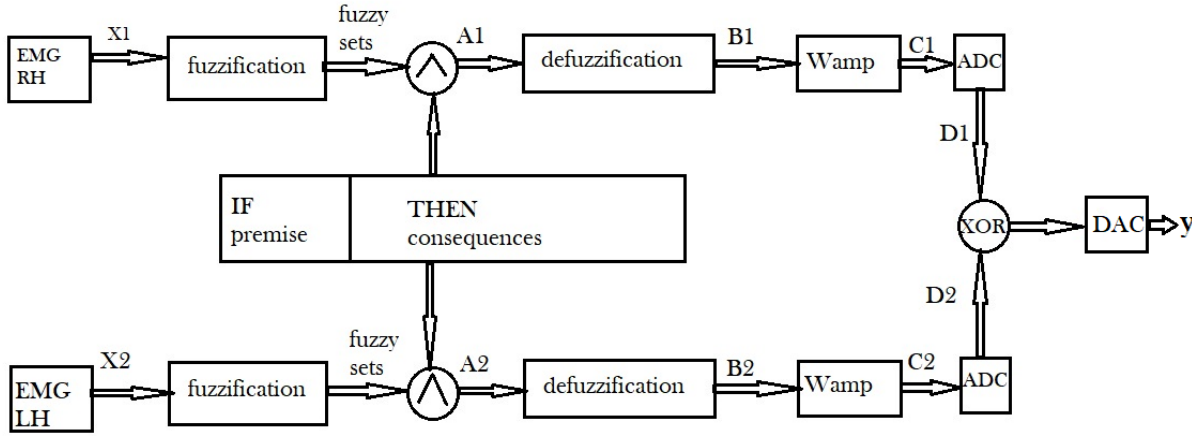 EMG
RH
X1
fuzzification
fuzzy
sets
A1
defuzzification
B1
Wamp
C1
ADC
D1
IF
premise
THEN
consequences
XOR
DAC
y
D2
EMG
LH
X2
fuzzification
fuzzy
sets
A2
defuzzification
B2
Wamp
C2
ADC